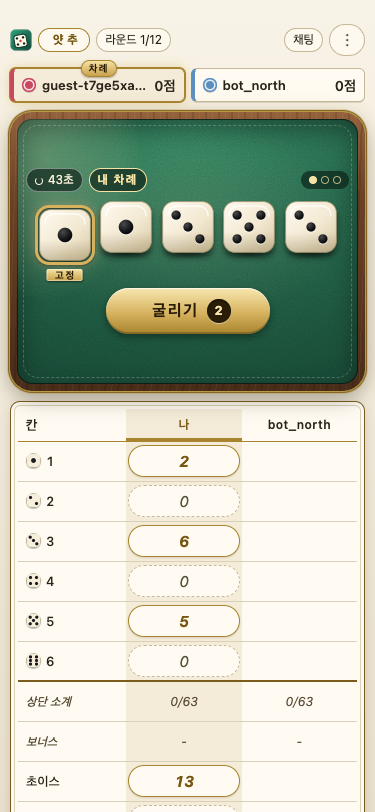 얏 추 라운드 1/12 채팅
차례
guest-t7ge5xa... 0점 bot_north 0점
43초 내 차례
고정
굴리기 2
칸 나 bot_north
1 2
2 0
3 6
4 0
5 5
6 0
상단 소계 0/63 0/63
보너스 - -
초이스 13